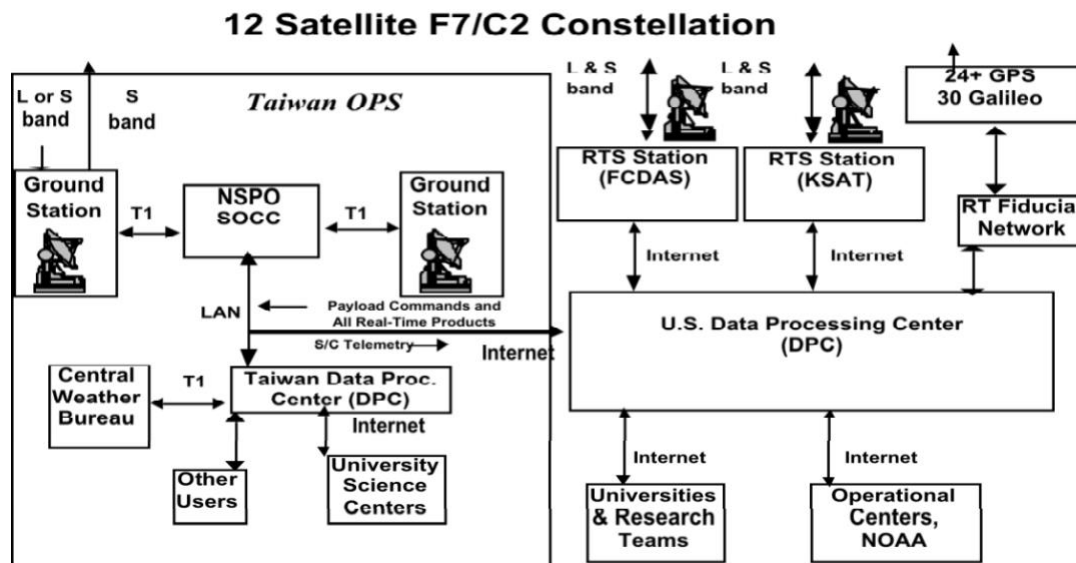 12 Satellite F7/C2 Constellation
L or S
band
S
band
Taiwan OPS
Ground
Station
T1
NSPO
SOCC
T1
Ground
Station
LAN
Payload Commands and
All Real-Time Products
S/C Telemetry
Internet
Central
Weather
Bureau
T1
Taiwan Data Proc.
Center (DPC)
Internet
Other
Users
University
Science
Centers
L & S
band
L & S
band
24+ GPS
30 Galileo
RTS Station
(FCDAS)
RTS Station
(KSAT)
RT Fiducial
Network
Internet
Internet
U.S. Data Processing Center
(DPC)
Internet
Internet
Universities
& Research
Teams
Operational
Centers,
NOAA